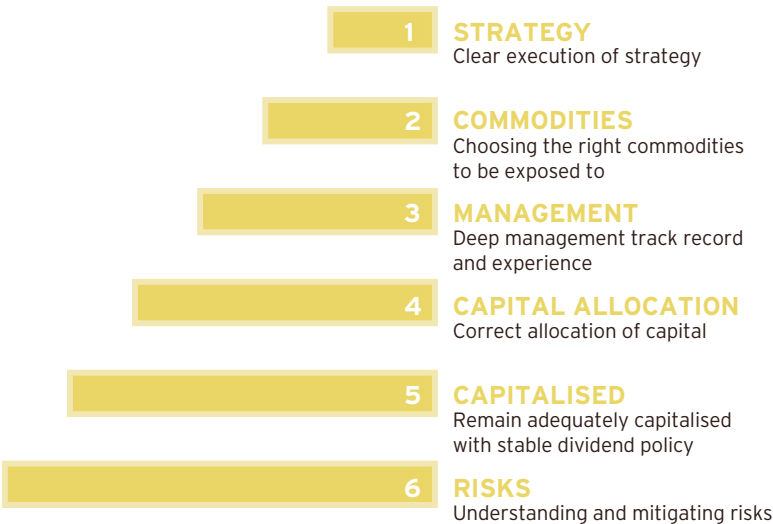 1 STRATEGY
Clear execution of strategy
2 COMMODITIES
Choosing the right commodities
to be exposed to
3 MANAGEMENT
Deep management track record
and experience
4 CAPITAL ALLOCATION
Correct allocation of capital
5 CAPITALISED
Remain adequately capitalised
with stable dividend policy
6 RISKS
Understanding and mitigating risks